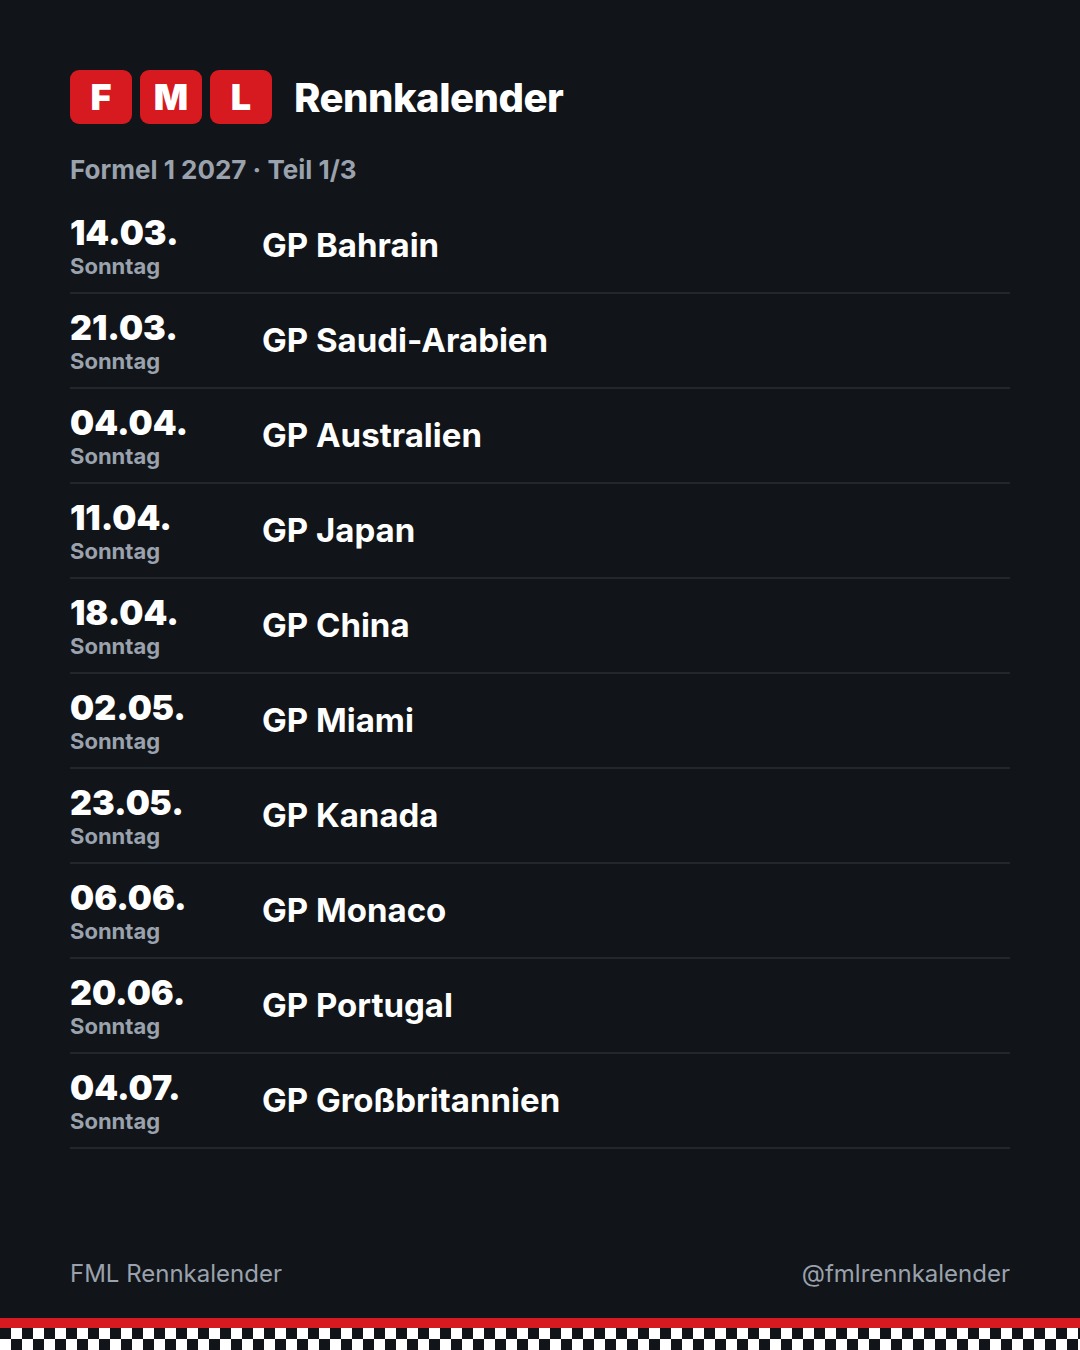 FML Rennkalender
Formel 1 2027 · Teil 1/3
14.03.
Sonntag
GP Bahrain
21.03.
Sonntag
GP Saudi-Arabien
04.04.
Sonntag
GP Australien
11.04.
Sonntag
GP Japan
18.04.
Sonntag
GP China
02.05.
Sonntag
GP Miami
23.05.
Sonntag
GP Kanada
06.06.
Sonntag
GP Monaco
20.06.
Sonntag
GP Portugal
04.07.
Sonntag
GP Großbritannien
FML Rennkalender
@fmlrennkalender